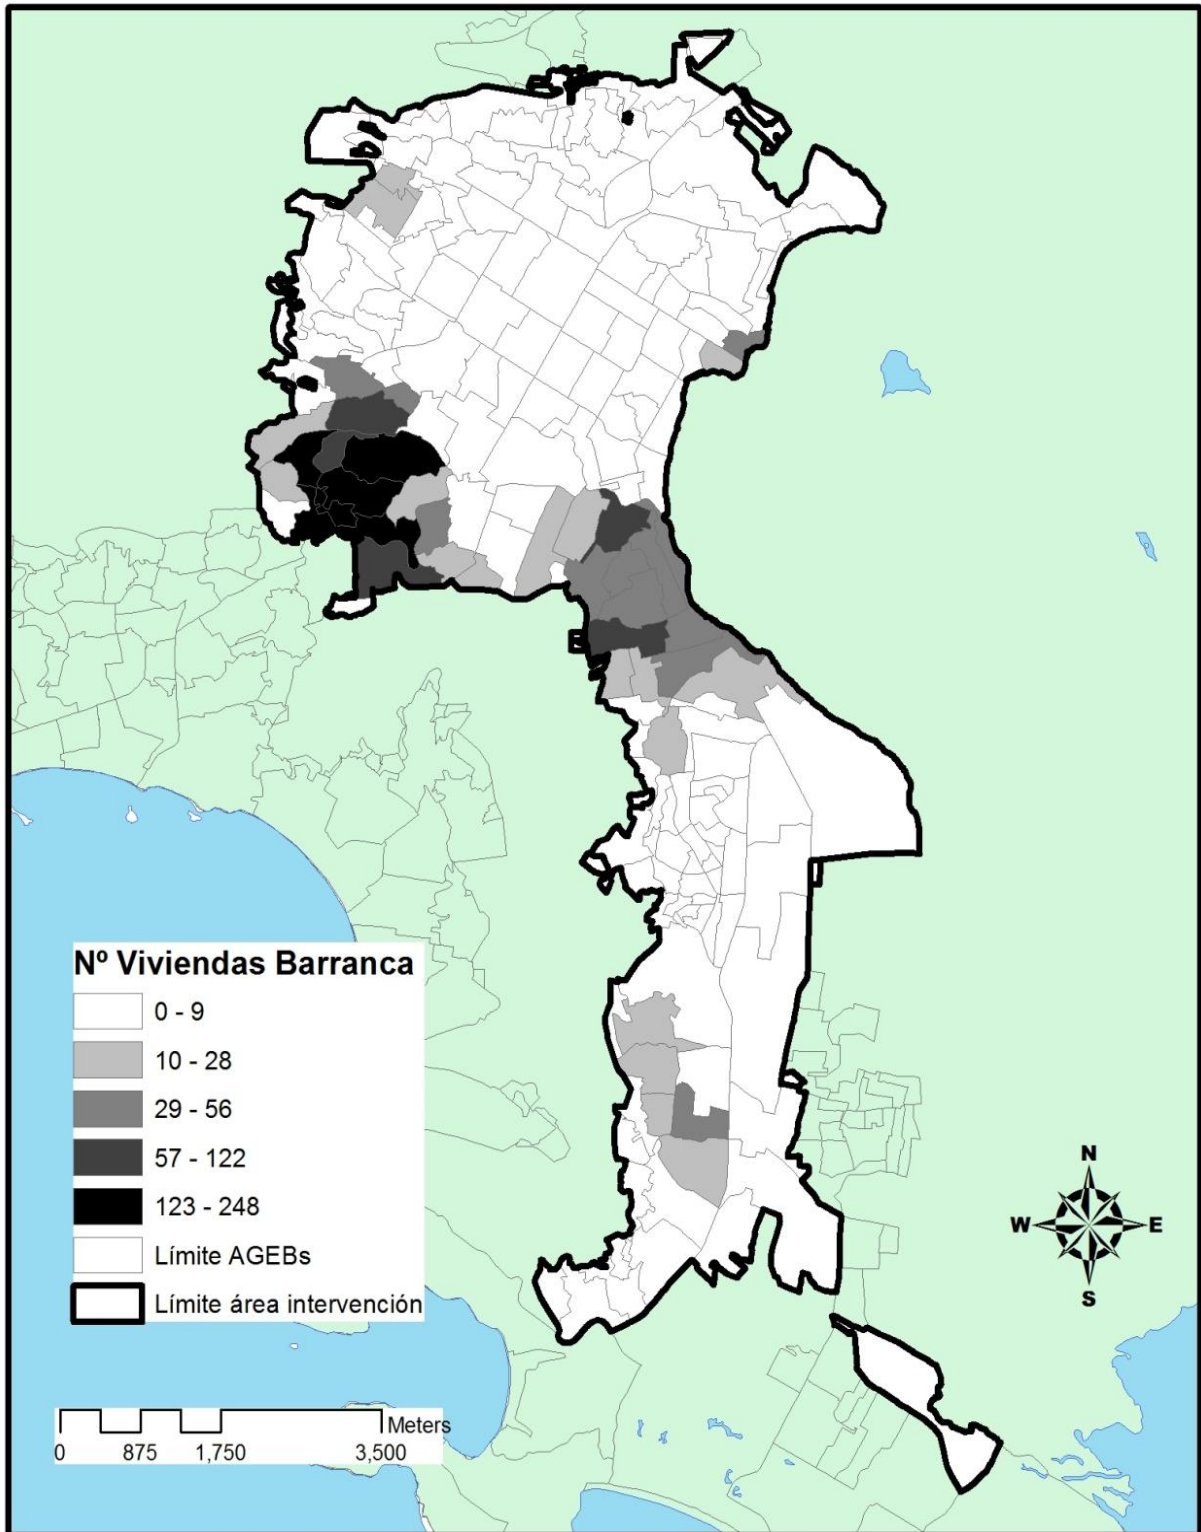 Nº Viviendas Barranca
0 - 9
10 - 28
29 - 56
57 - 122
123 - 248
Límite AGEBs
Límite área intervención
N
W E
S
Meters
0 875 1,750 3,500